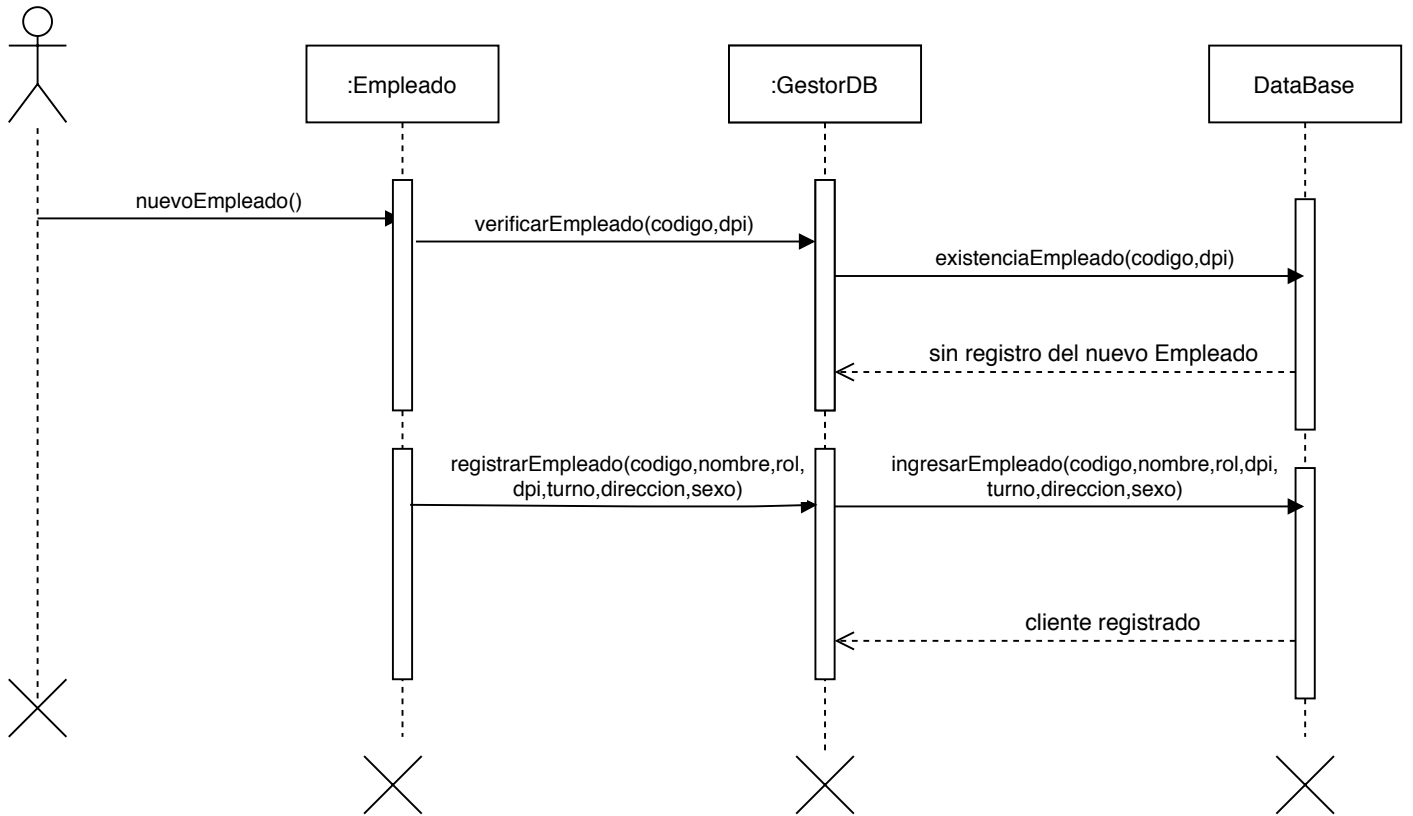 :Empleado
:GestorDB
DataBase
nuevoEmpleado()
verificarEmpleado(codigo,dpi)
existenciaEmpleado(codigo,dpi)
sin registro del nuevo Empleado
registrarEmpleado(codigo,nombre,rol,
dpi,turno,direccion,sexo)
ingresarEmpleado(codigo,nombre,rol,dpi,
turno,direccion,sexo)
cliente registrado